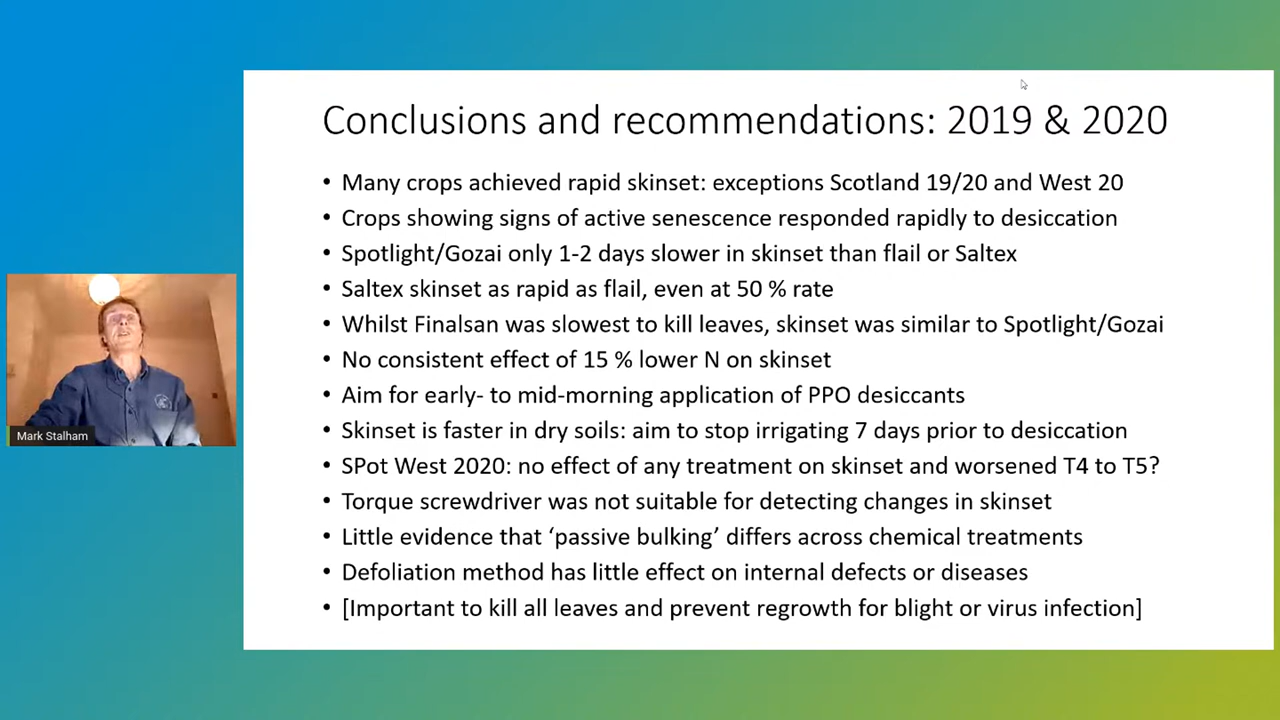 Conclusions and recommendations: 2019 & 2020
• Many crops achieved rapid skinset: exceptions Scotland 19/20 and West 20
• Crops showing signs of active senescence responded rapidly to desiccation
• Spotlight/Gozai only 1-2 days slower in skinset than flail or Saltex
• Saltex skinset as rapid as flail, even at 50 % rate
• Whilst Finalsan was slowest to kill leaves, skinset was similar to Spotlight/Gozai
• No consistent effect of 15 % lower N on skinset
• Aim for early- to mid-morning application of PPO desiccants
• Skinset is faster in dry soils: aim to stop irrigating 7 days prior to desiccation
• SPot West 2020: no effect of any treatment on skinset and worsened T4 to T5?
• Torque screwdriver was not suitable for detecting changes in skinset
• Little evidence that ‘passive bulking’ differs across chemical treatments
• Defoliation method has little effect on internal defects or diseases
• [Important to kill all leaves and prevent regrowth for blight or virus infection]
Mark Stalham